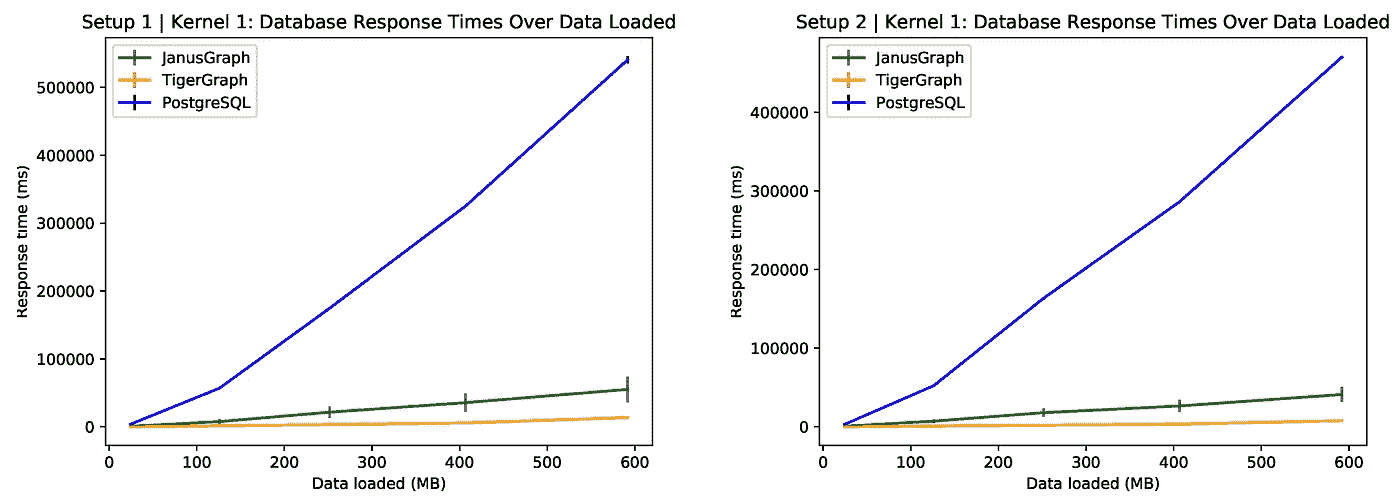 Setup 1 | Kernel 1: Database Response Times Over Data Loaded
JanusGraph
TigerGraph
PostgreSQL
Response time (ms)
500000
400000
300000
200000
100000
0
0 100 200 300 400 500 600
Data loaded (MB)
Setup 2 | Kernel 1: Database Response Times Over Data Loaded
JanusGraph
TigerGraph
PostgreSQL
Response time (ms)
400000
300000
200000
100000
0
0 100 200 300 400 500 600
Data loaded (MB)